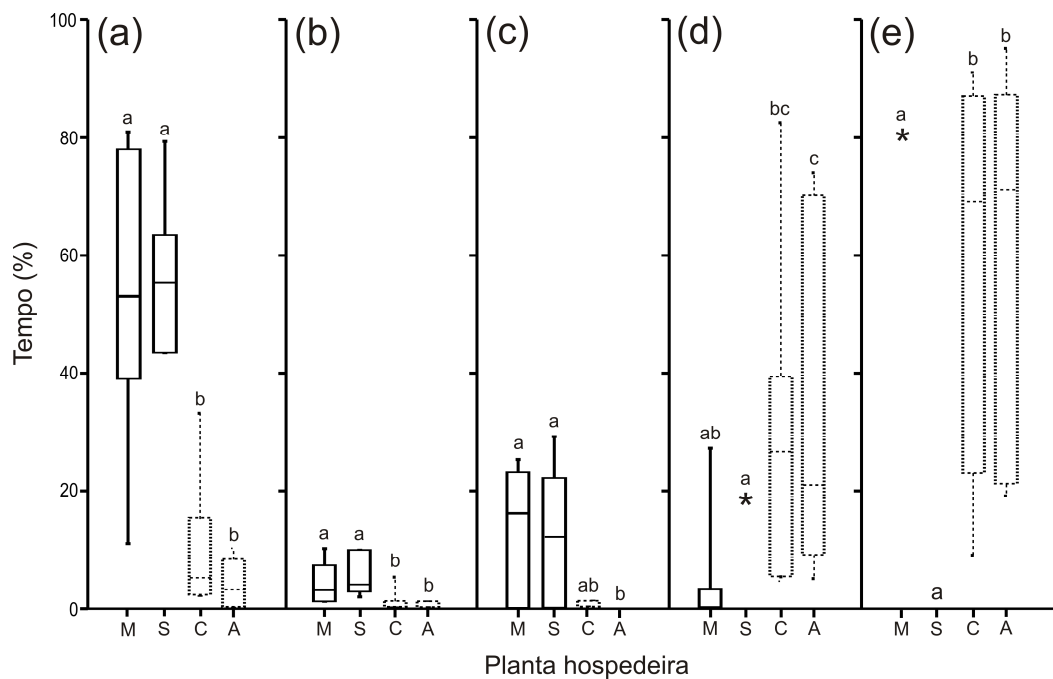 (a) (b) (c) (d) (e)
100
80
60
40
20
0
Tempo (%)
a a b b
a a b b
a a ab b
ab a * bc c
a * a b b
M S C A M S C A M S C A M S C A M S C A
Planta hospedeira